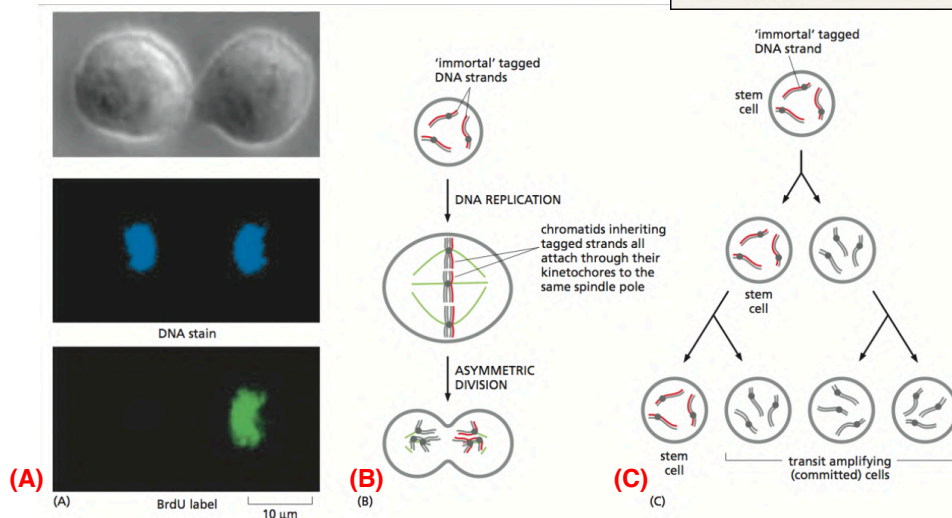 DNA stain
BrdU label
10 µm
(A)
(A)
'immortal' tagged
DNA strands
DNA REPLICATION
chromatids inheriting
tagged strands all
attach through their
kinetochores to the
same spindle pole
ASYMMETRIC
DIVISION
(B)
(B)
'immortal' tagged
DNA strand
stem
cell
stem
cell
stem
cell
transit amplifying
(committed) cells
(C)
(C)